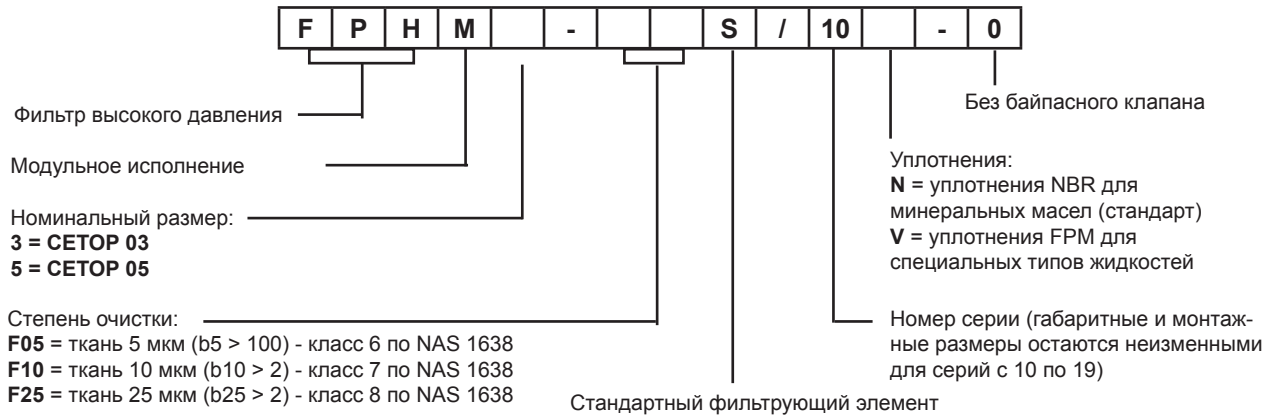 F P H M - S / 10 - 0
Фильтр высокого давления
Модульное исполнение
Номинальный размер:
3 = CETOP 03
5 = CETOP 05
Степень очистки:
F05 = ткань 5 мкм (b5 > 100) - класс 6 по NAS 1638
F10 = ткань 10 мкм (b10 > 2) - класс 7 по NAS 1638
F25 = ткань 25 мкм (b25 > 2) - класс 8 по NAS 1638
Стандартный фильтрующий элемент
Без байпасного клапана
Уплотнения:
N = уплотнения NBR для
минеральных масел (стандарт)
V = уплотнения FPM для
специальных типов жидкостей
Номер серии (габаритные и монтаж-
ные размеры остаются неизменными
для серий с 10 по 19)